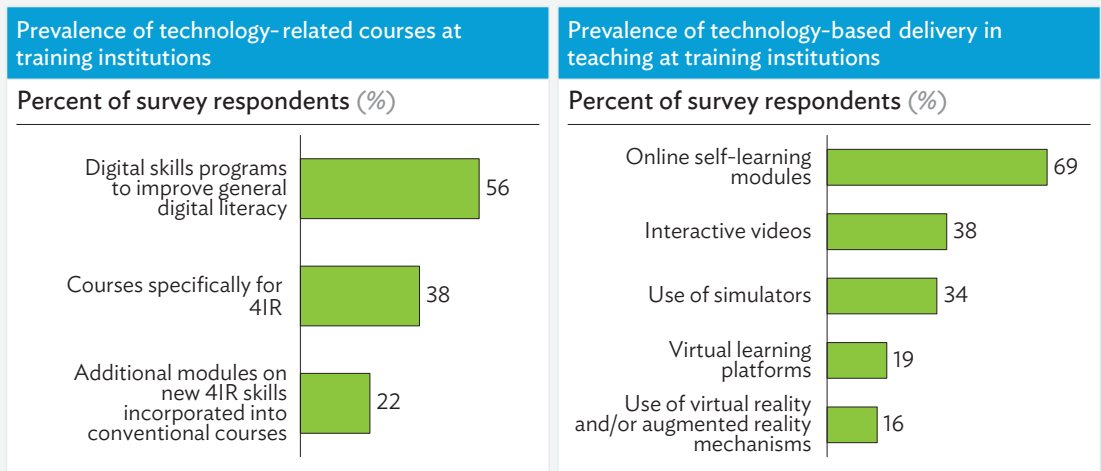 Prevalence of technology-related courses at
training institutions
Percent of survey respondents (%)
Digital skills programs
to improve general
digital literacy
56
Courses specifically for
4IR
38
Additional modules on
new 4IR skills
incorporated into
conventional courses
22
Prevalence of technology-based delivery in
teaching at training institutions
Percent of survey respondents (%)
Online self-learning
modules
69
Interactive videos
38
Use of simulators
34
Virtual learning
platforms
19
Use of virtual reality
and/or augmented reality
mechanisms
16